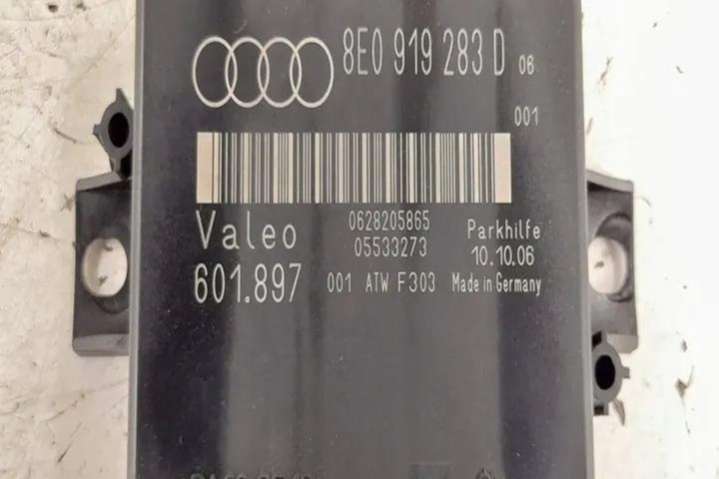 8E0 919 283 D 06
001
Valeo 0628205865 Parkhilfe
05533273 10.10.06
601.897 001 ATW F303 Made in Germany